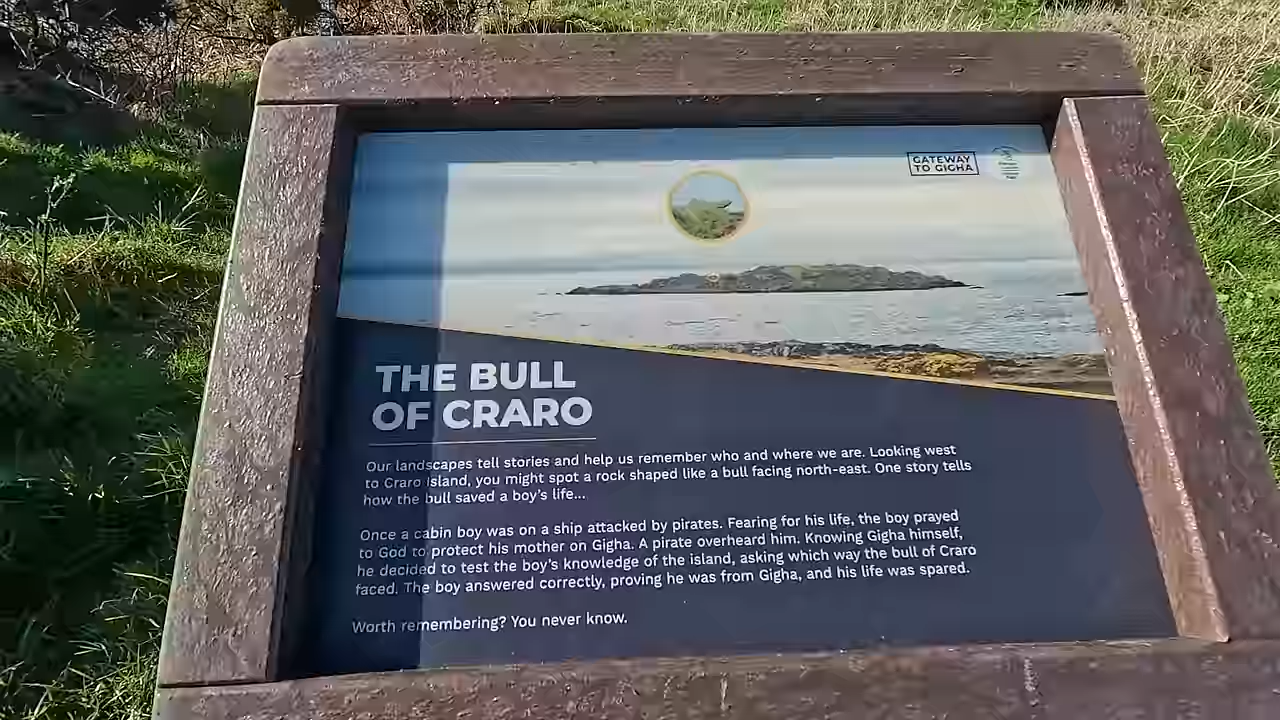 GATEWAY
TO GIGHA
THE BULL
OF CRARO
Our landscapes tell stories and help us remember who and where we are. Looking west
to Craro Island, you might spot a rock shaped like a bull facing north-east. One story tells
how the bull saved a boy's life...
Once a cabin boy was on a ship attacked by pirates. Fearing for his life, the boy prayed
to God to protect his mother on Gigha. A pirate overheard him. Knowing Gigha himself,
he decided to test the boy's knowledge of the island, asking which way the bull of Craro
faced. The boy answered correctly, proving he was from Gigha, and his life was spared.
Worth remembering? You never know.